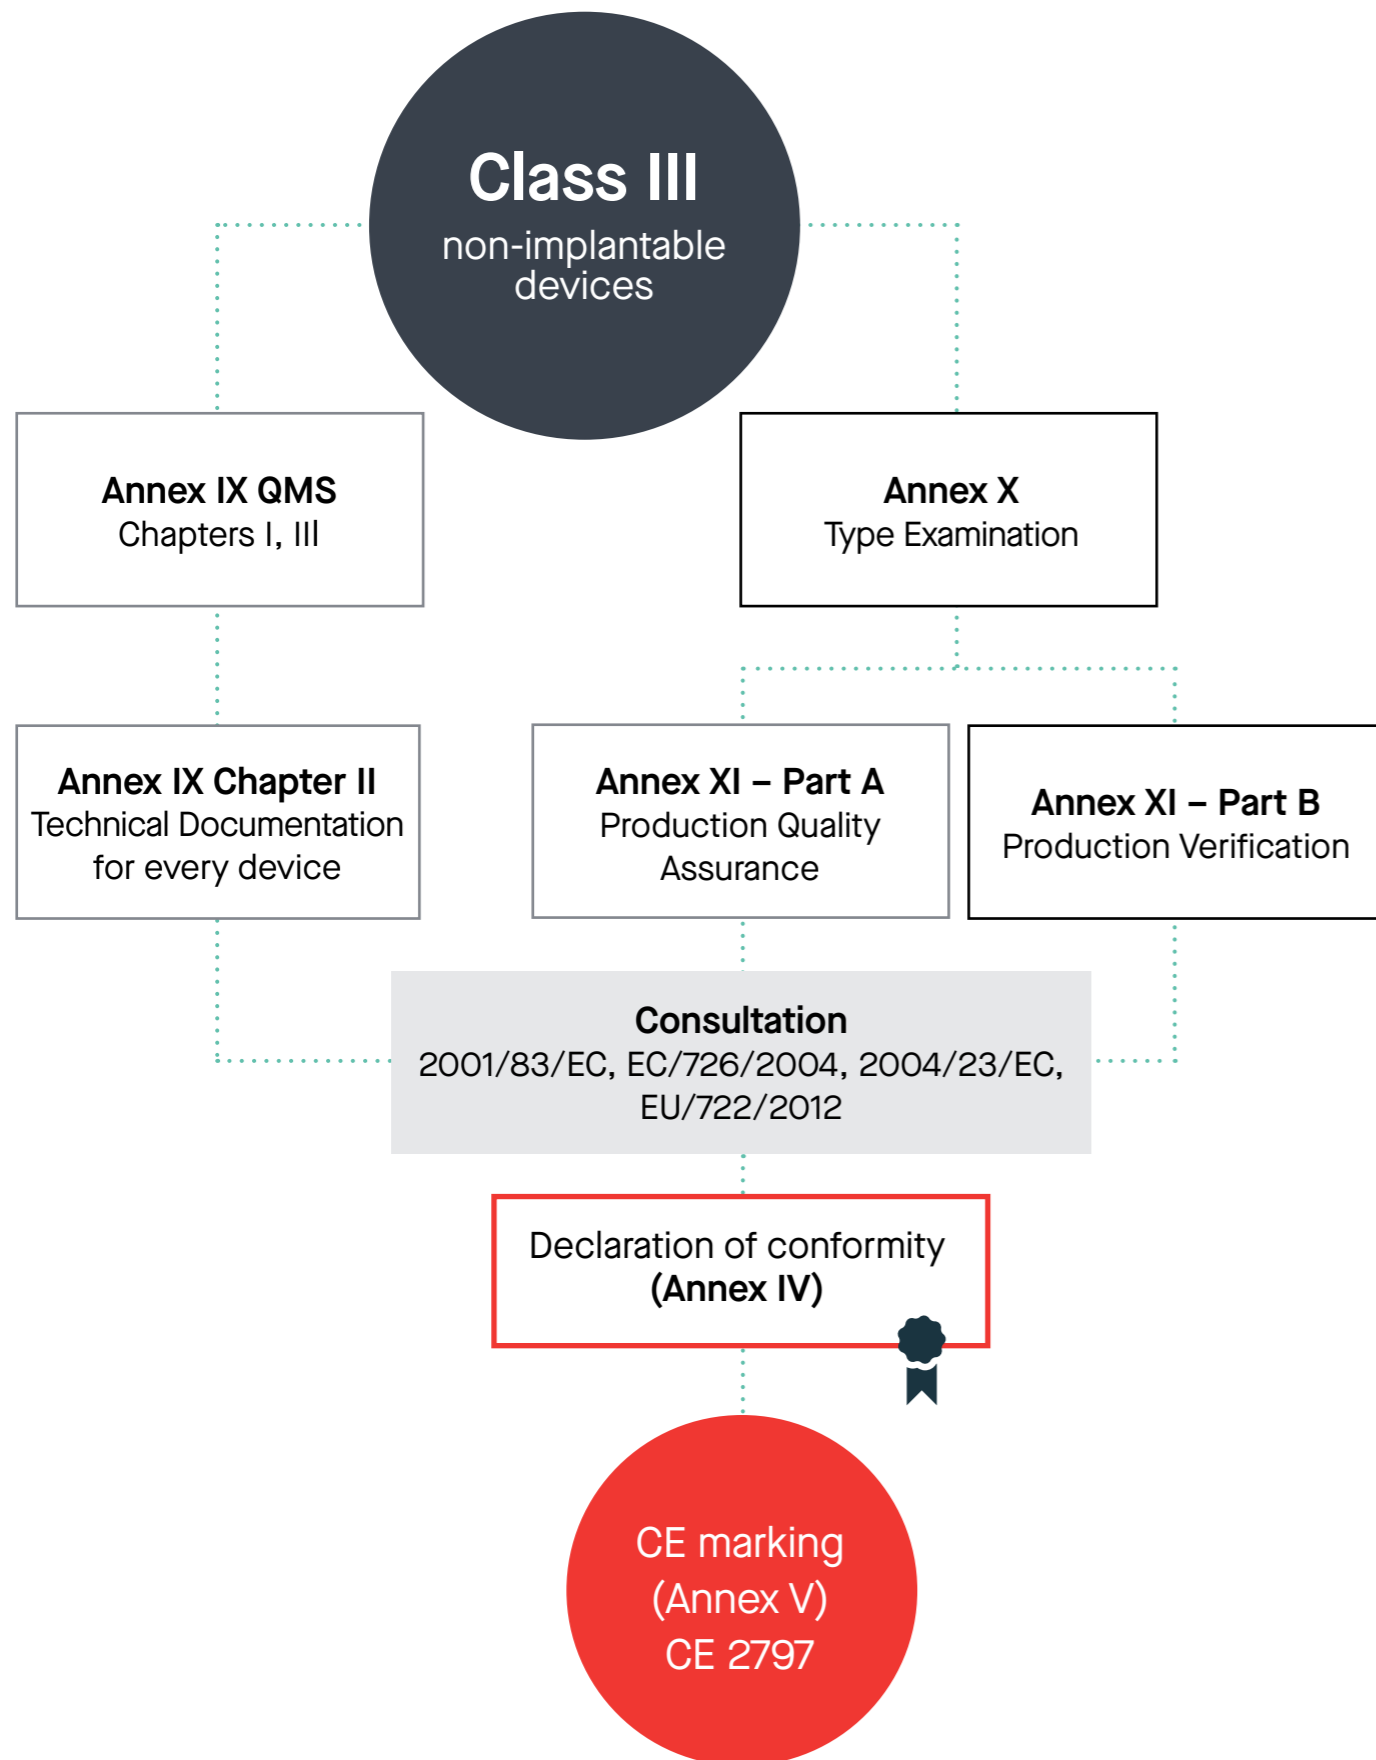 Class III
non-implantable
devices
Annex IX QMS
Chapters I, III
Annex X
Type Examination
Annex IX Chapter II
Technical Documentation
for every device
Annex XI – Part A
Production Quality
Assurance
Annex XI – Part B
Production Verification
Consultation
2001/83/EC, EC/726/2004, 2004/23/EC,
EU/722/2012
Declaration of conformity
(Annex IV)
CE marking
(Annex V)
CE 2797